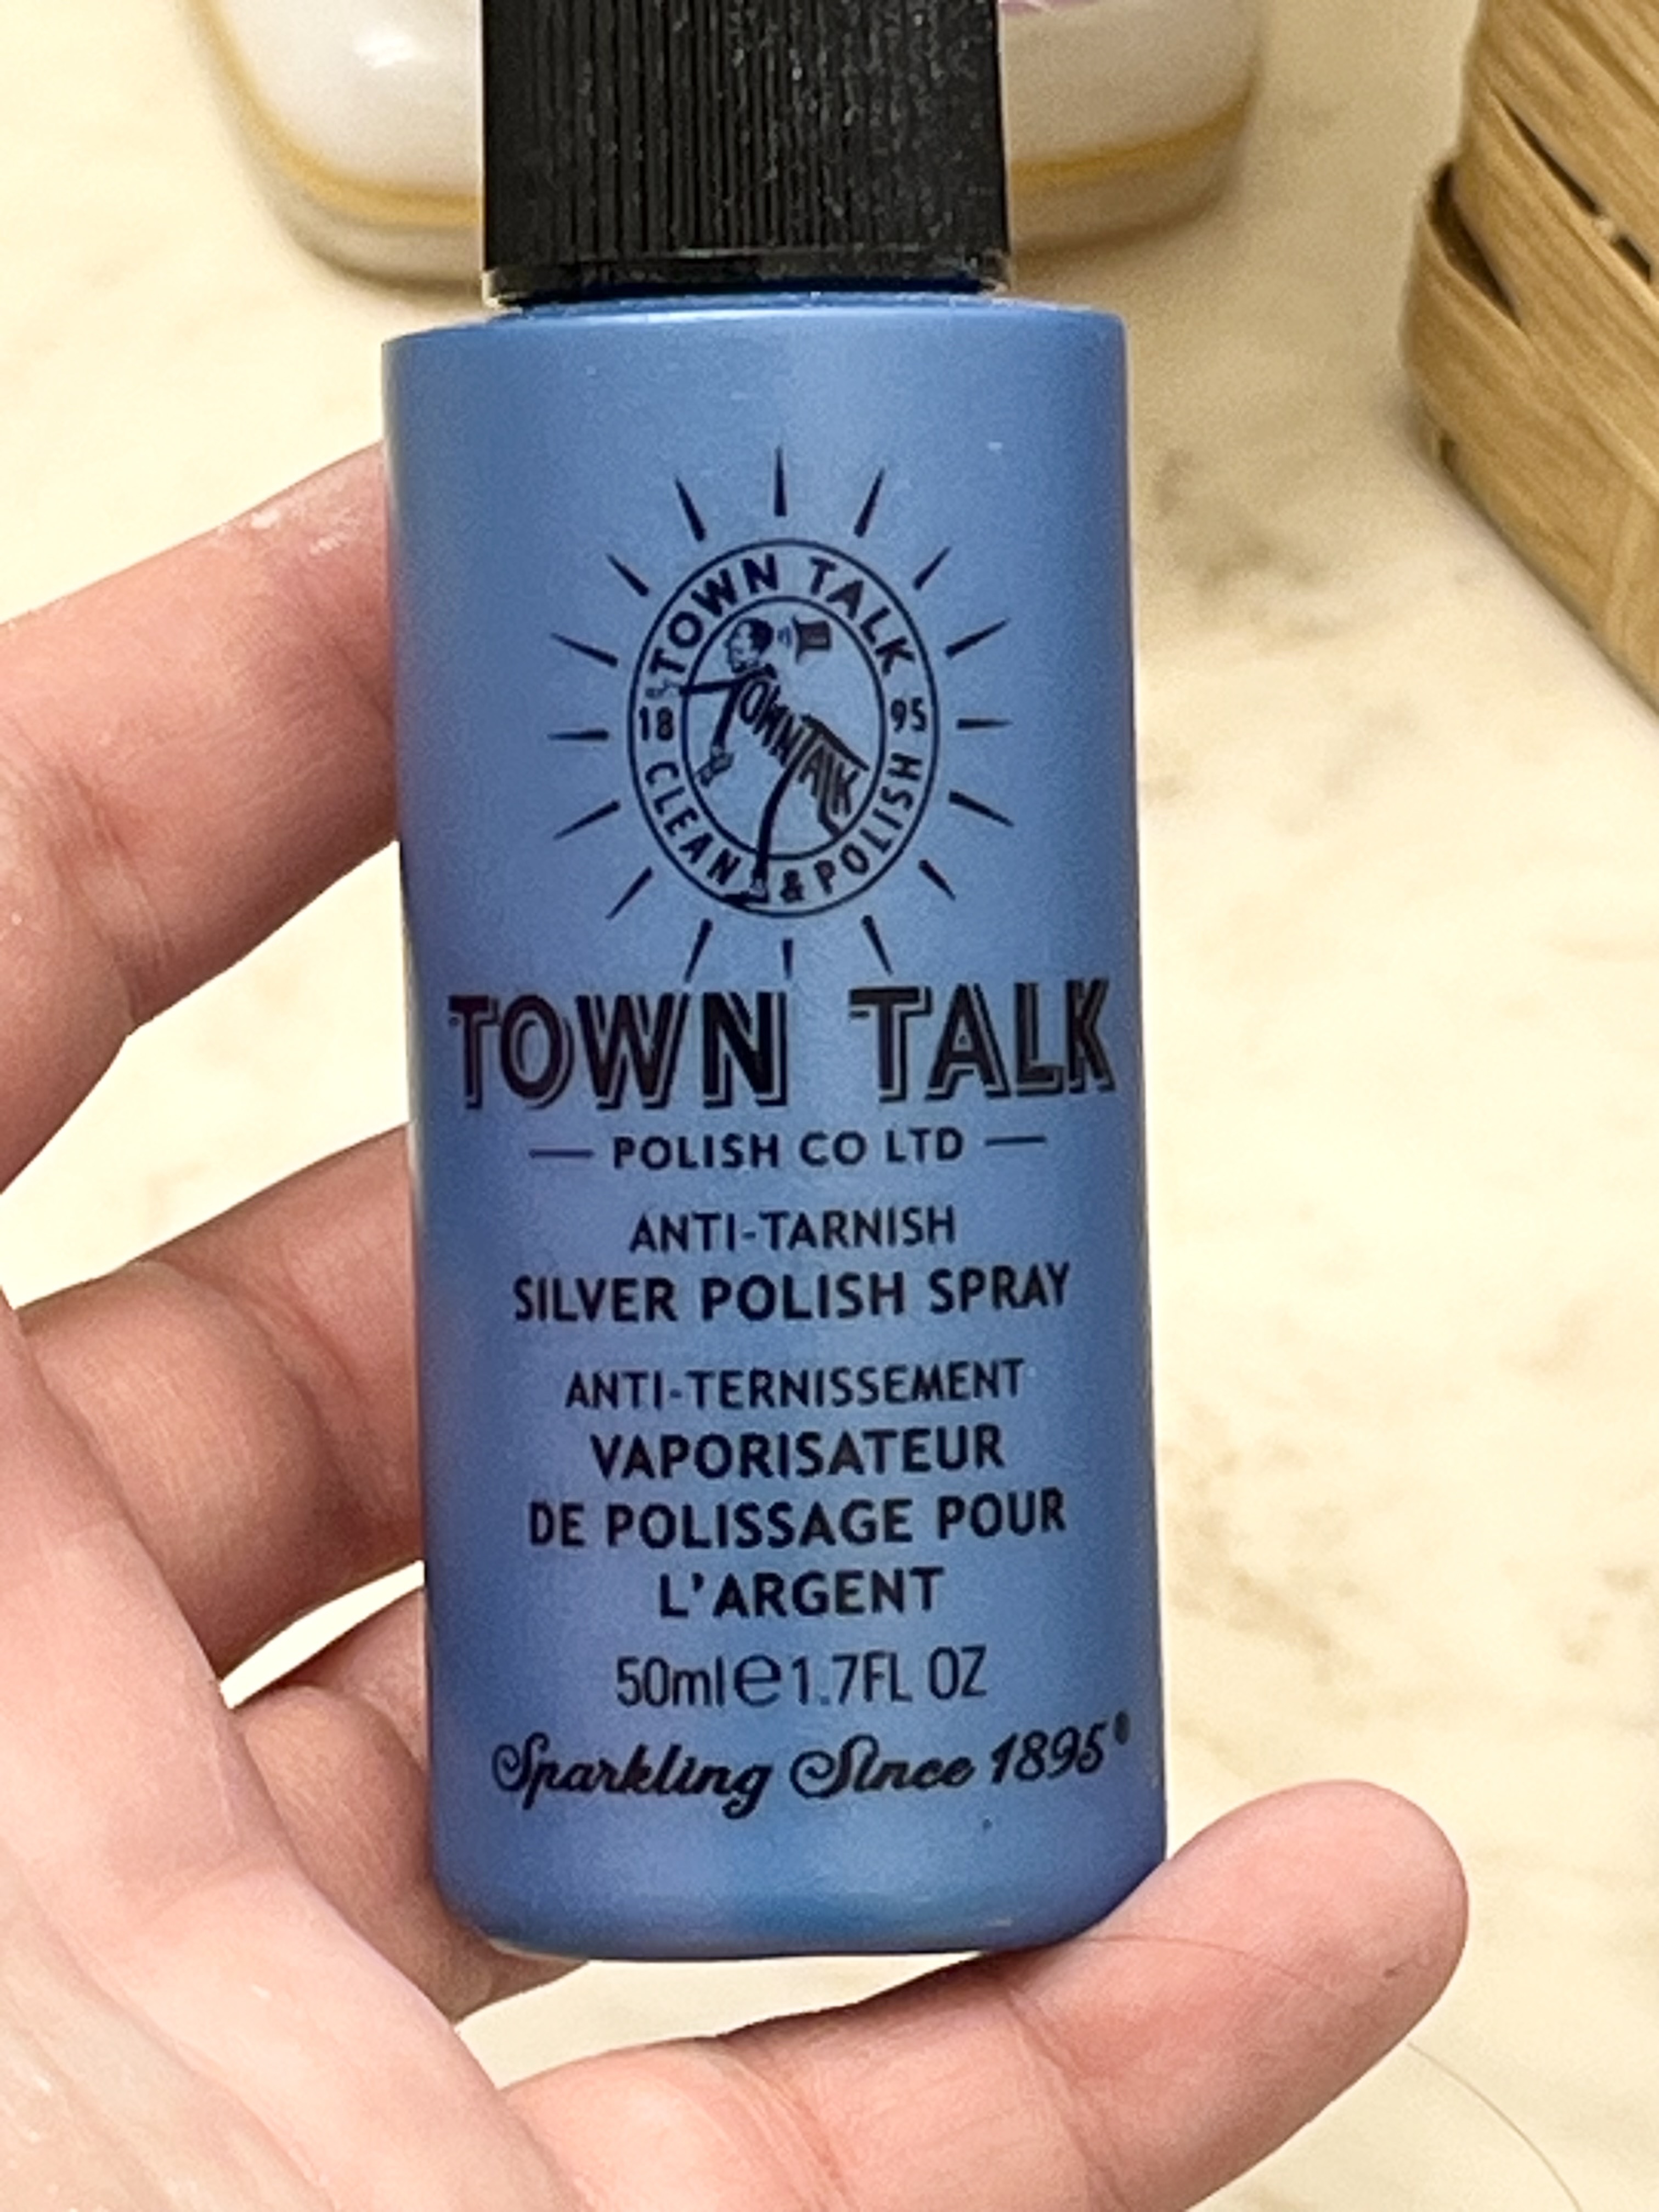 TOWN TALK
TOWN TALK
18 95
CLEAN & POLISH
TOWN TALK
POLISH CO LTD
ANTI-TARNISH
SILVER POLISH SPRAY
ANTI-TERNISSEMENT
VAPORISATEUR
DE POLISSAGE POUR
L'ARGENT
50ml℮1.7FL OZ
Sparkling Since 1895®